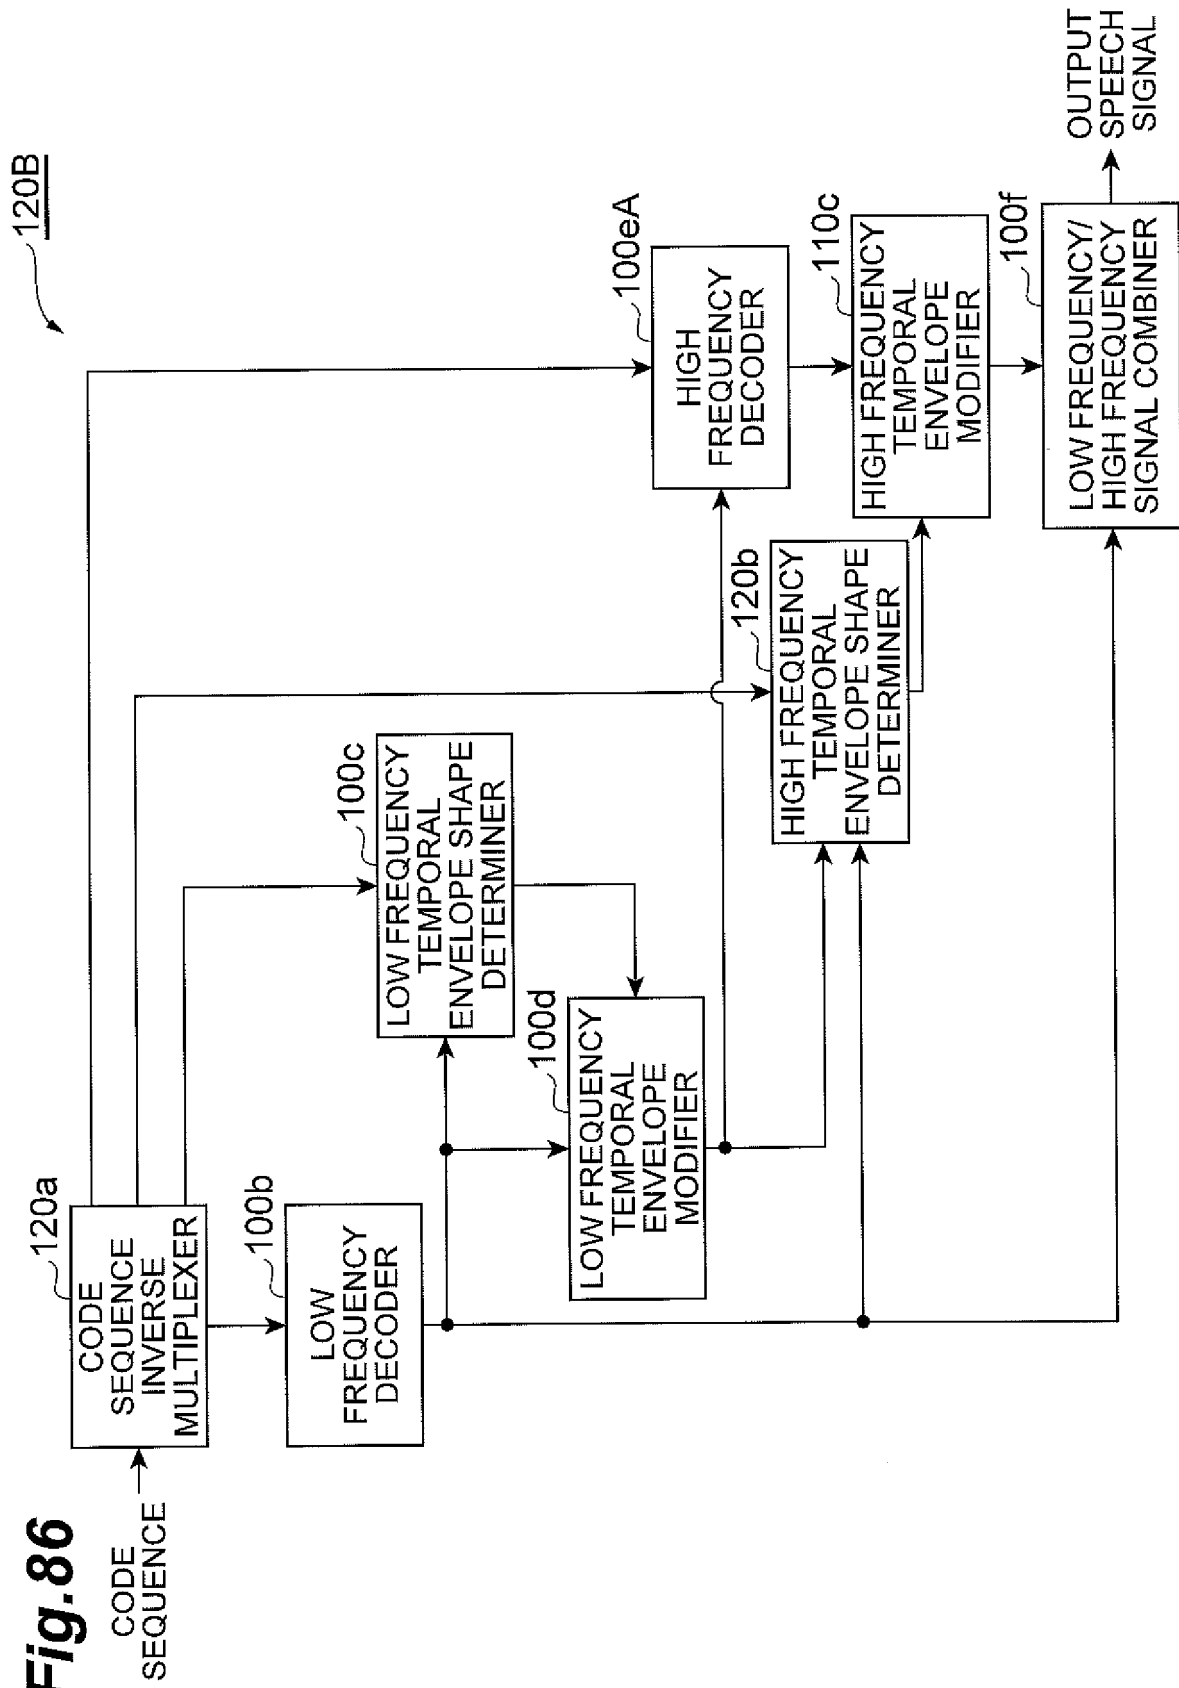 Fig.86
120B
CODE
SEQUENCE
120a
CODE
SEQUENCE
INVERSE
MULTIPLEXER
100b
LOW
FREQUENCY
DECODER
100c
LOW FREQUENCY
TEMPORAL
ENVELOPE SHAPE
DETERMINER
100d
LOW FREQUENCY
TEMPORAL
ENVELOPE
MODIFIER
120b
HIGH FREQUENCY
TEMPORAL
ENVELOPE SHAPE
DETERMINER
100eA
HIGH
FREQUENCY
DECODER
110c
HIGH FREQUENCY
TEMPORAL
ENVELOPE
MODIFIER
100f
LOW FREQUENCY/
HIGH FREQUENCY
SIGNAL COMBINER
OUTPUT
SPEECH
SIGNAL